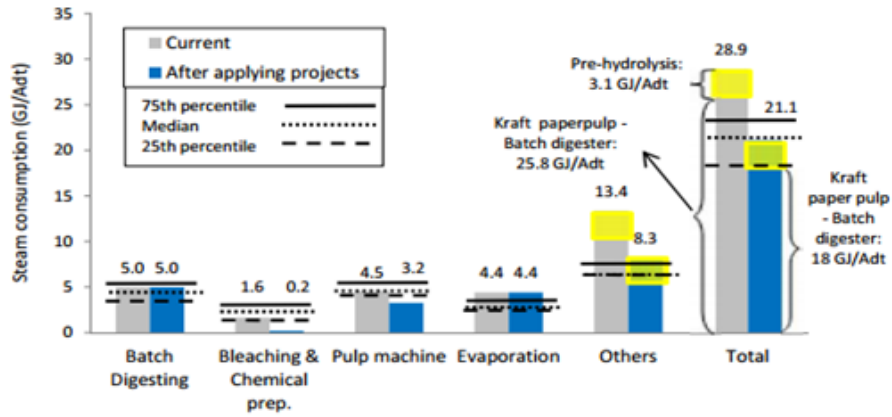 35
30
25
20
15
10
5
0
Steam consumption (GJ/Adt)
Current
After applying projects
75th percentile
Median
25th percentile
Pre-hydrolysis:
3.1 GJ/Adt
Kraft paperpulp -
Batch digester:
25.8 GJ/Adt
28.9
21.1
13.4
8.3
Kraft
paper pulp
- Batch
digester:
18 GJ/Adt
5.0 5.0
1.6 0.2
4.5 3.2
4.4 4.4
Batch
Digesting
Bleaching &
Chemical
prep.
Pulp machine
Evaporation
Others
Total